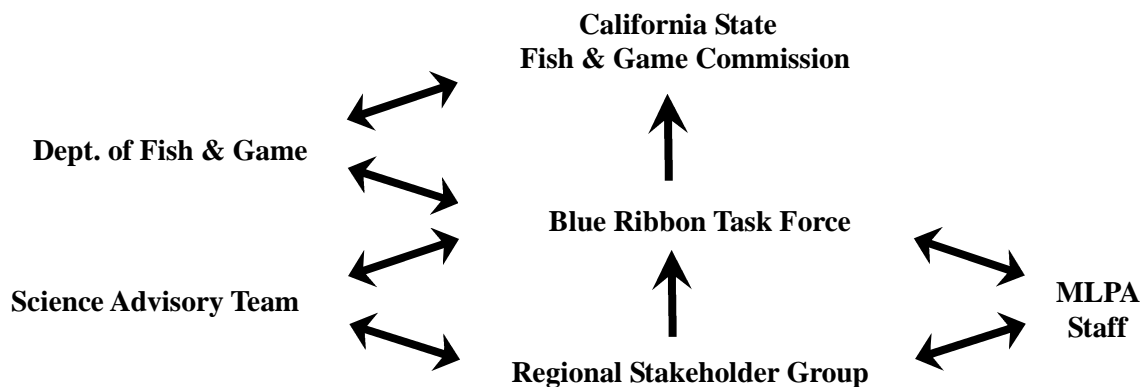 California State
Fish & Game Commission
Dept. of Fish & Game
Blue Ribbon Task Force
Science Advisory Team
MLPA
Staff
Regional Stakeholder Group